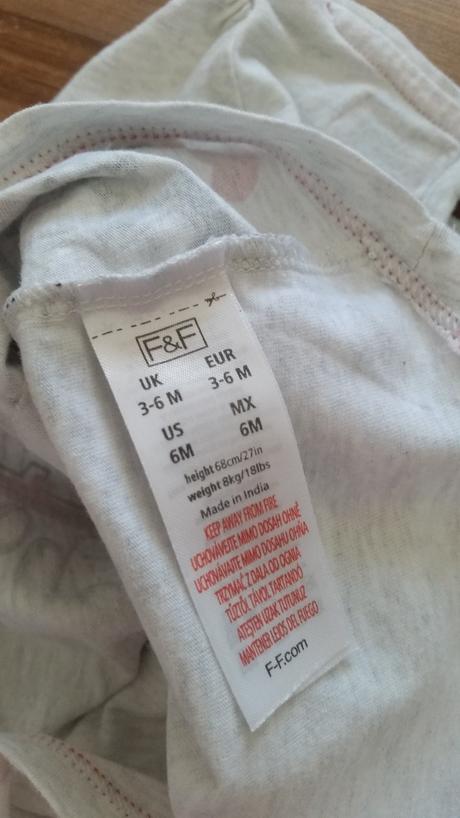 F&F
UK EUR
3-6 M 3-6 M
US MX
6M 6M
height 68cm/27in
weight 8kg/18lbs
Made in India
KEEP AWAY FROM FIRE
UCHOVÁVEJTE MIMO DOSAH OHNĚ
UCHOVÁVAJTE MIMO DOSAHU OHŇA
TRZYMAĆ Z DALA OD OGNIA
TŰZTŐL TÁVOL TARTANDÓ
ATEŞTEN UZAK TUTUNUZ
MANTENER LEJOS DEL FUEGO
F-F.com